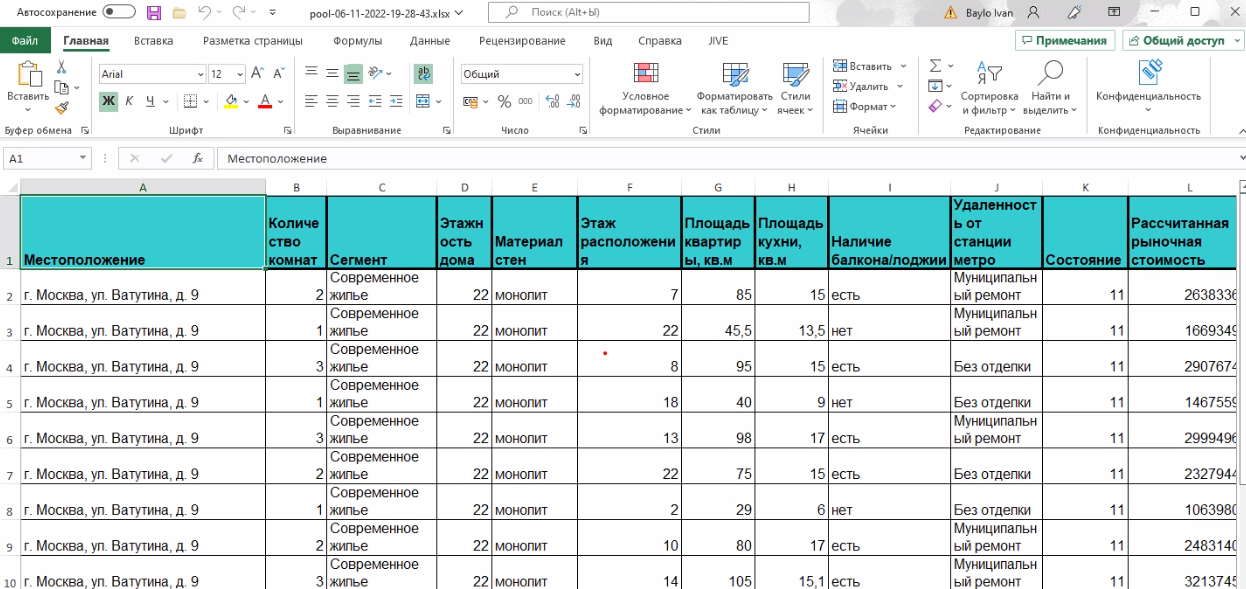 Автосохранение
pool-06-11-2022-19-28-43.xlsx
Поиск (Alt+Ы)
Baylo Ivan
Файл Главная Вставка Разметка страницы Формулы Данные Рецензирование Вид Справка JIVE
Примечания Общий доступ
Вставить
Arial 12
Ж К Ч
ab
Общий
% 000
Условное форматирование
Форматировать как таблицу
Стили ячеек
Вставить
Удалить
Формат
Сортировка и фильтр
Найти и выделить
Конфиденциальность
Буфер обмена Шрифт Выравнивание Число Стили Ячейки Редактирование Конфиденциальность
A1 fx Местоположение
A B C D E F G H I J K L
1 Местоположение Количество комнат Сегмент Этажность дома Материал стен Этаж расположения Площадь квартиры, кв.м Площадь кухни, кв.м Наличие балкона/лоджии Удаленность от станции метро Состояние Рассчитанная рыночная стоимость
2 г. Москва, ул. Ватутина, д. 9 2 Современное жилье 22 монолит 7 85 15 есть Муниципальный ремонт 11 2638336
3 г. Москва, ул. Ватутина, д. 9 1 Современное жилье 22 монолит 22 45,5 13,5 нет Муниципальный ремонт 11 1669349
4 г. Москва, ул. Ватутина, д. 9 3 Современное жилье 22 монолит 8 95 15 есть Без отделки 11 2907674
5 г. Москва, ул. Ватутина, д. 9 1 Современное жилье 22 монолит 18 40 9 нет Без отделки 11 1467559
6 г. Москва, ул. Ватутина, д. 9 3 Современное жилье 22 монолит 13 98 17 есть Муниципальный ремонт 11 2999496
7 г. Москва, ул. Ватутина, д. 9 2 Современное жилье 22 монолит 22 75 15 есть Без отделки 11 2327944
8 г. Москва, ул. Ватутина, д. 9 1 Современное жилье 22 монолит 2 29 6 нет Без отделки 11 1063980
9 г. Москва, ул. Ватутина, д. 9 2 Современное жилье 22 монолит 10 80 17 есть Муниципальный ремонт 11 2483140
10 г. Москва, ул. Ватутина, д. 9 3 Современное жилье 22 монолит 14 105 15,1 есть Муниципальный ремонт 11 3213745